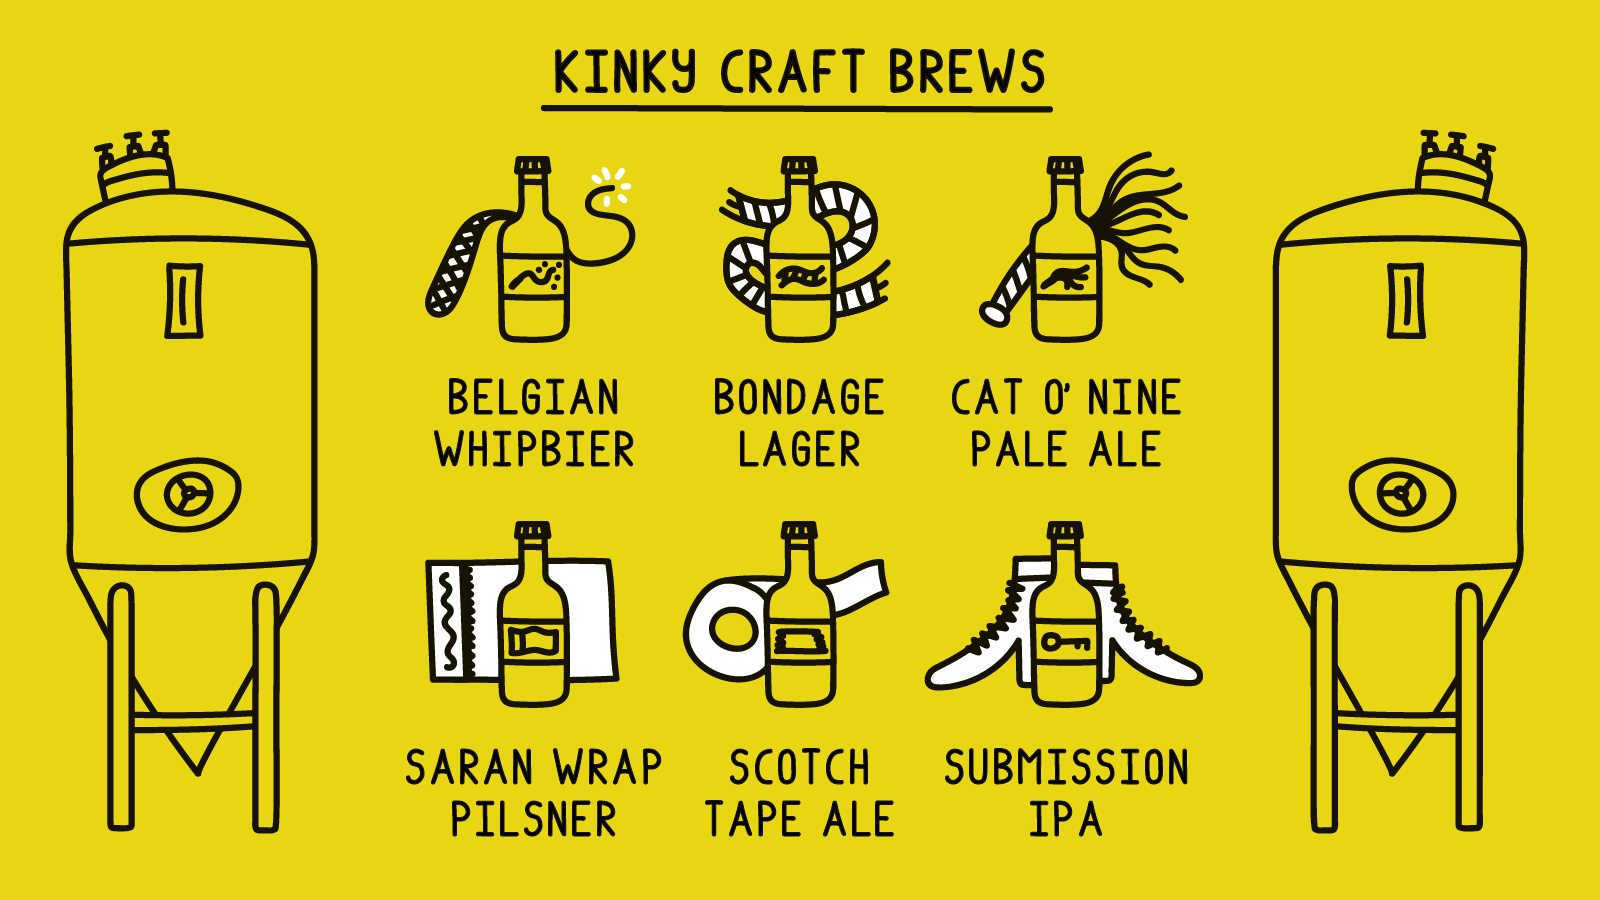 KINKY CRAFT BREWS
BELGIAN
WHIPBIER
BONDAGE
LAGER
CAT O' NINE
PALE ALE
SARAN WRAP
PILSNER
SCOTCH
TAPE ALE
SUBMISSION
IPA